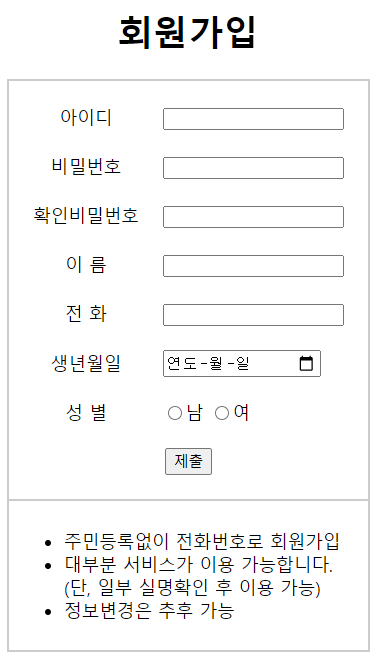 회원가입
아이디
비밀번호
확인비밀번호
이 름
전 화
생년월일 연도-월-일
성 별 남 여
제출
주민등록없이 전화번호로 회원가입
대부분 서비스가 이용 가능합니다.
(단, 일부 실명확인 후 이용 가능)
정보변경은 추후 가능